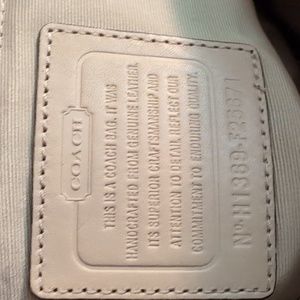 COACH
THIS IS A COACH BAG. IT WAS
HANDCRAFTED FROM GENUINE LEATHER.
ITS SUPERIOR CRAFTSMANSHIP AND
ATTENTION TO DETAIL REFLECT OUR
COMMITMENT TO ENDURING QUALITY.
Nº H1369-F25671